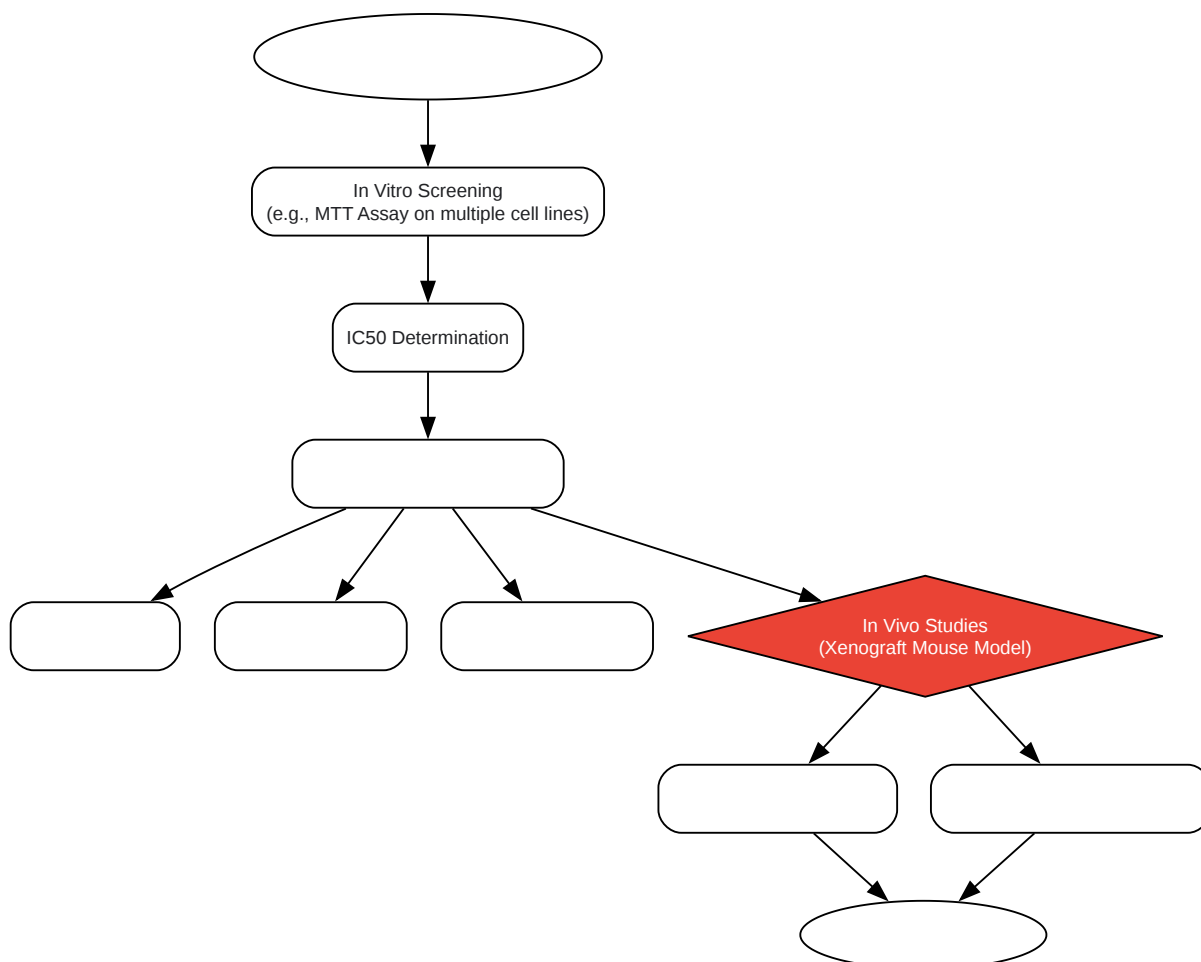 In Vitro Screening
(e.g., MTT Assay on multiple cell lines)
IC50 Determination
In Vivo Studies
(Xenograft Mouse Model)